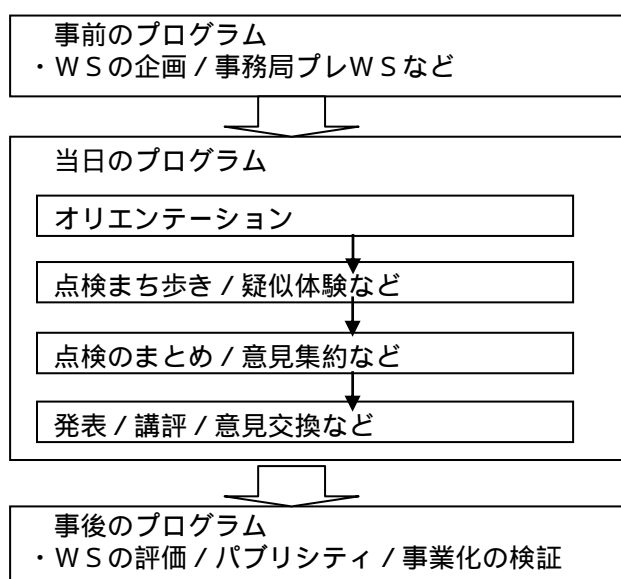 事前のプログラム
・ＷＳの企画 / 事務局プレＷＳなど
当日のプログラム
オリエンテーション
点検まち歩き / 疑似体験など
点検のまとめ / 意見集約など
発表 / 講評 / 意見交換など
事後のプログラム
・ＷＳの評価 / パブリシティ / 事業化の検証